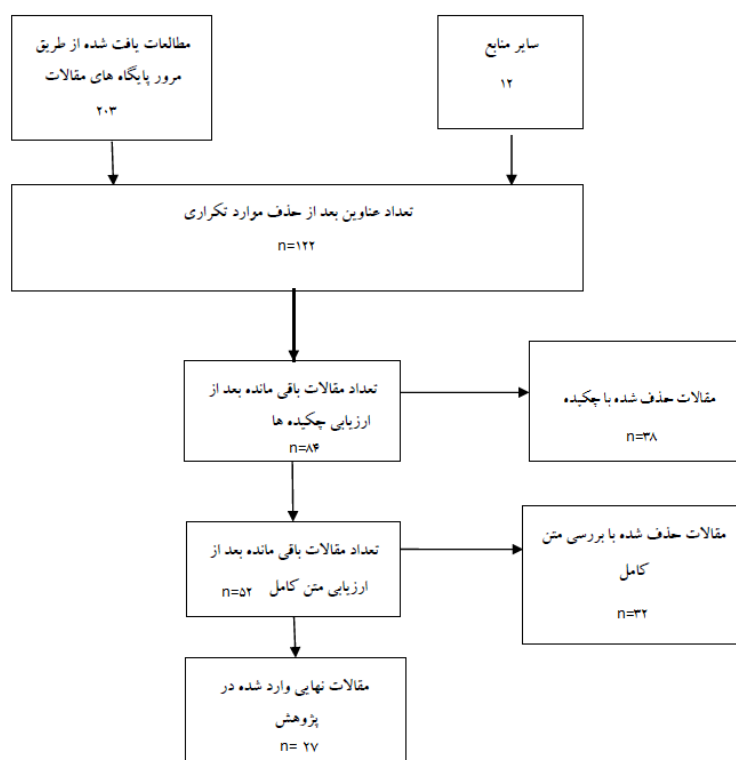 مطالعات یافت شده از طریق
مرور پایگاه های مقالات
۲۰۳
سایر منابع
۱۲
تعداد عناوین بعد از حذف موارد تکراری
n=۱۲۲
تعداد مقالات باقی مانده بعد از
ارزیابی چکیده ها
n=۸۴
مقالات حذف شده با چکیده
n=۳۸
تعداد مقالات باقی مانده بعد از
ارزیابی متن کامل n=۵۲
مقالات حذف شده با بررسی متن
کامل
n=۳۲
مقالات نهایی وارد شده در
پژوهش
n= ۲۷